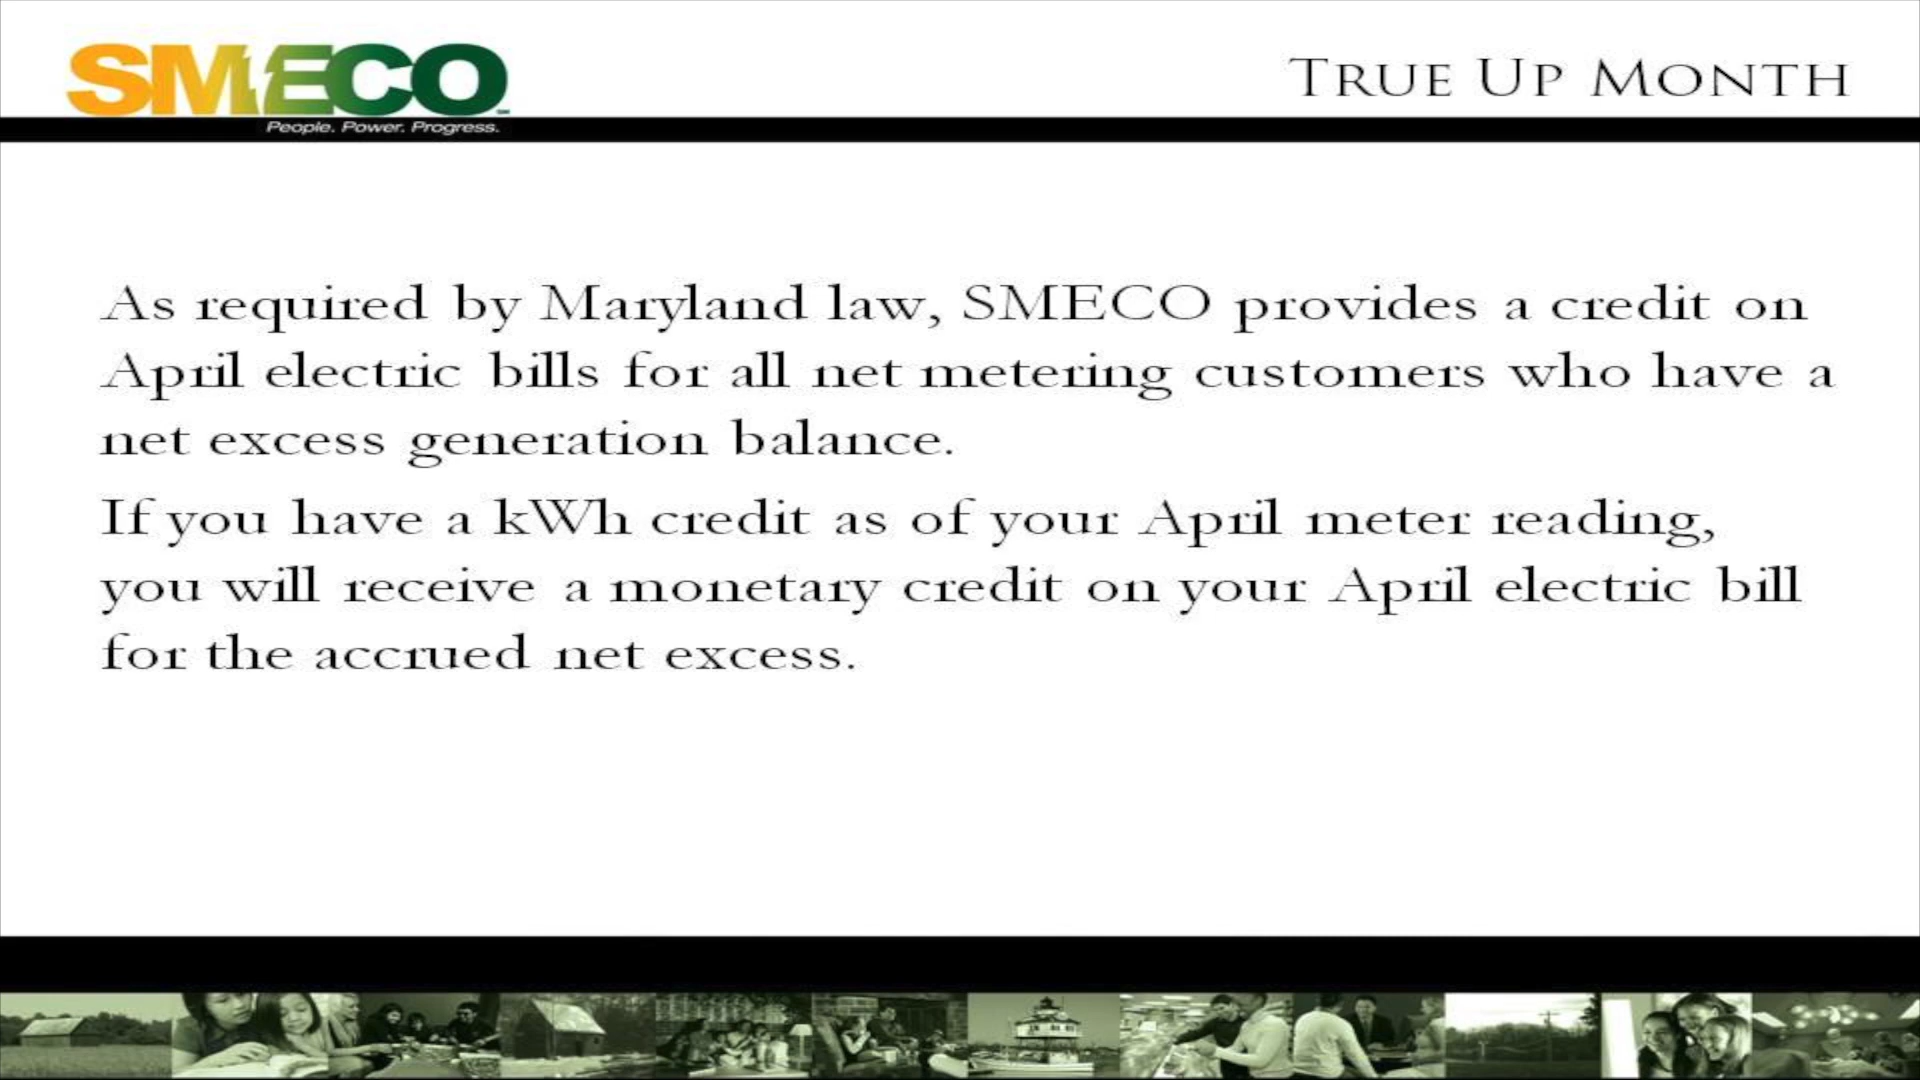 SMECO
People. Power. Progress.
TRUE UP MONTH
As required by Maryland law, SMECO provides a credit on
April electric bills for all net metering customers who have a
net excess generation balance.
If you have a kWh credit as of your April meter reading,
you will receive a monetary credit on your April electric bill
for the accrued net excess.